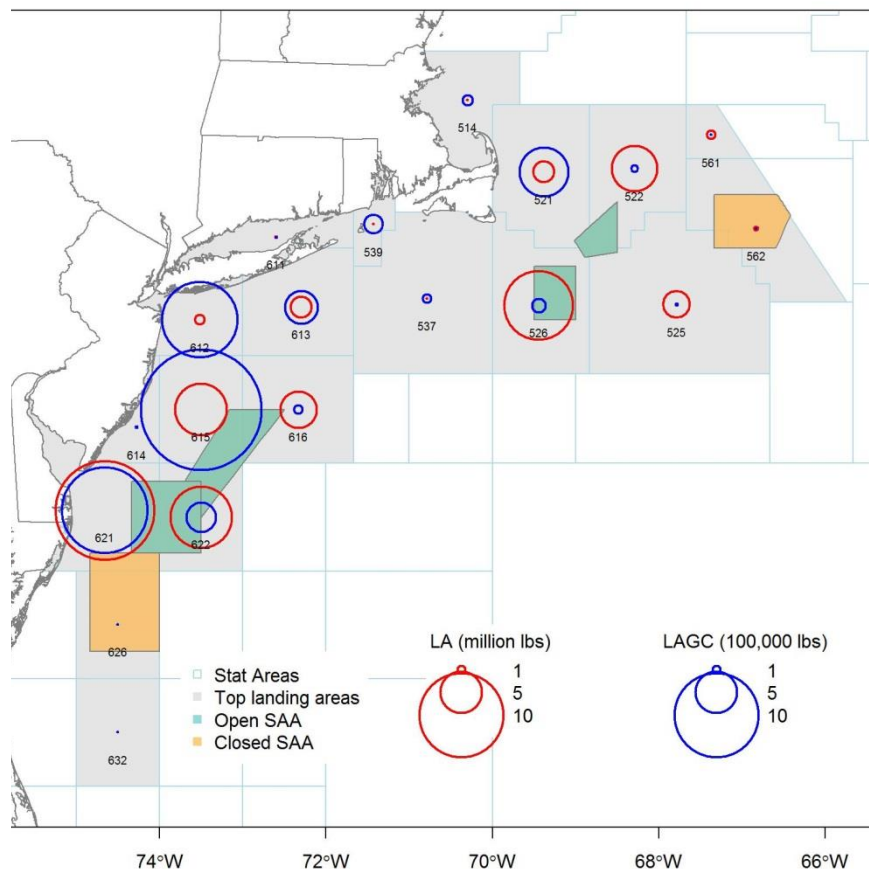 514
561
521
522
539
611
562
537
526
525
612
613
615
616
614
621
622
626
632
LA (million lbs)
1
5
10
LAGC (100,000 lbs)
1
5
10
Stat Areas
Top landing areas
Open SAA
Closed SAA
74°W
72°W
70°W
68°W
66°W